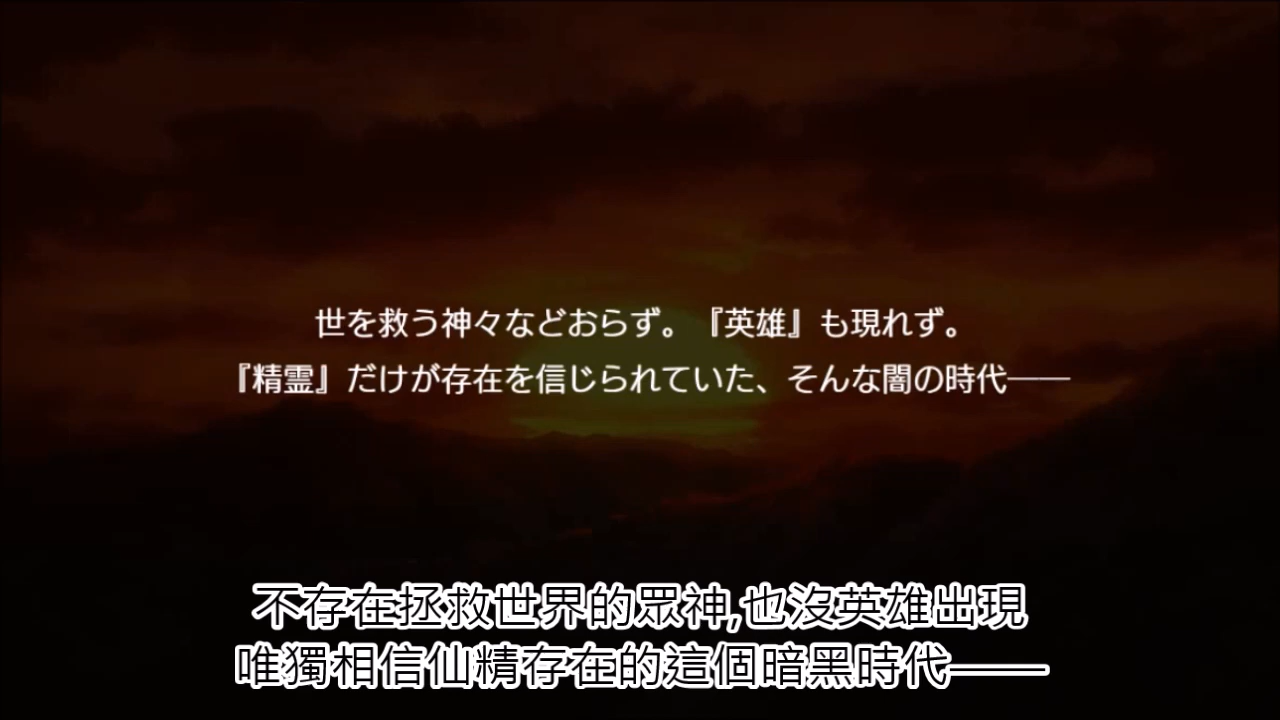 世を救う神々などおらず。『英雄』も現れず。
『精霊』だけが存在を信じられていた、そんな闇の時代――
不存在拯救世界的眾神,也沒英雄出現
唯獨相信仙精存在的這個暗黑時代——